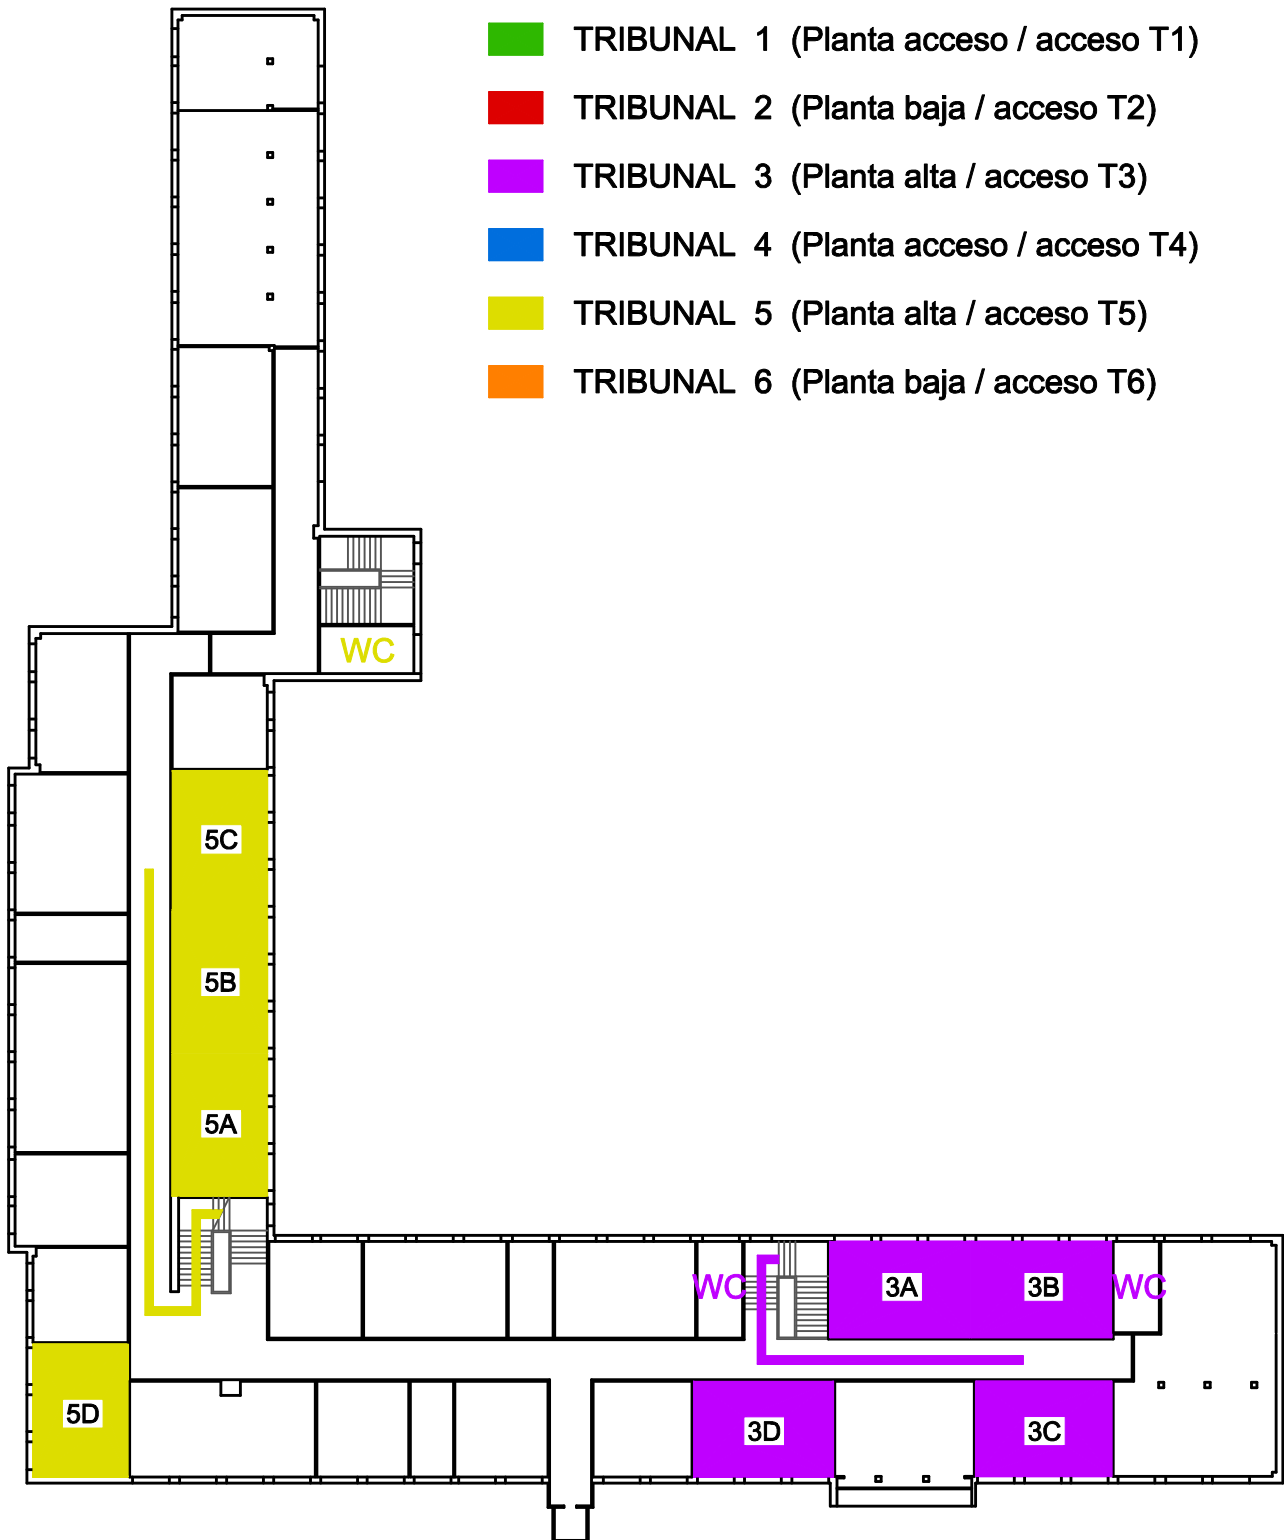 TRIBUNAL 1 (Planta acceso / acceso T1)
TRIBUNAL 2 (Planta baja / acceso T2)
TRIBUNAL 3 (Planta alta / acceso T3)
TRIBUNAL 4 (Planta acceso / acceso T4)
TRIBUNAL 5 (Planta alta / acceso T5)
TRIBUNAL 6 (Planta baja / acceso T6)
WC
5C
5B
5A
WC 3A 3B WC
5D
3D 3C